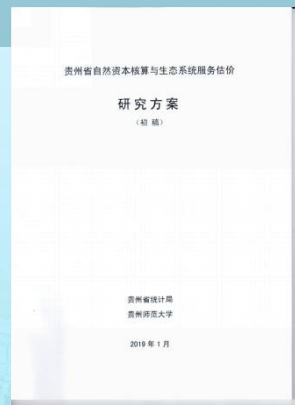 贵州省自然资本核算与生态系统服务估价
研究方案
（初 稿）
贵州省统计局
贵州师范大学
2019 年 1 月